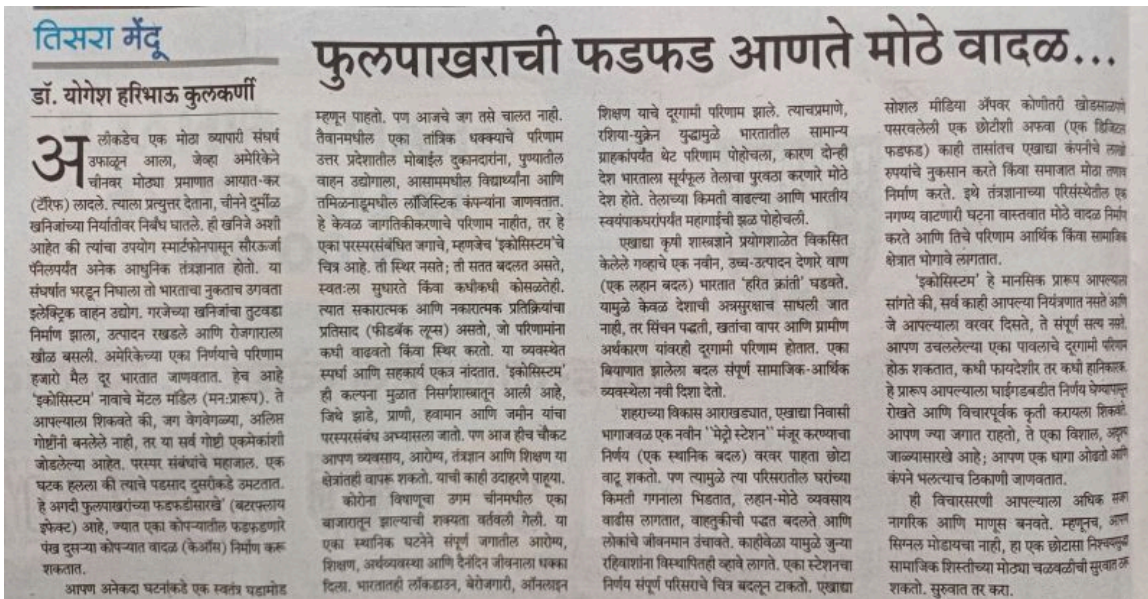 तिसरा मेंदू
डॉ. योगेश हरिभाऊ कुलकर्णी
फुलपाखराची फडफड आणते मोठे वादळ...
अलीकडेच एक मोठा व्यापारी संघर्ष
उफाळून आला, जेव्हा अमेरिकेने
चीनवर मोठ्या प्रमाणात आयात-कर
(टॅरिफ) लादले. त्याला प्रत्युत्तर देताना, चीनने दुर्मीळ
खनिजांच्या निर्यातीवर निर्बंध घातले. ही खनिजे अशी
आहेत की त्यांचा उपयोग स्मार्टफोनपासून सौरऊर्जा
पॅनेलपर्यंत अनेक आधुनिक तंत्रज्ञानात होतो. या
संघर्षात भरडून निघाला तो भारताचा नुकताच उगवता
इलेक्ट्रिक वाहन उद्योग. गरजेच्या खनिजांचा तुटवडा
निर्माण झाला, उत्पादन रखडले आणि रोजगाराला
खीळ बसली. अमेरिकेच्या एका निर्णयाचे परिणाम
हजारो मैल दूर भारतात जाणवतात. हेच आहे
'इकोसिस्टिम' नावाचे मेंटल मॉडेल (मन:प्रारूप). ते
आपल्याला शिकवते की, जग वेगवेगळ्या, अलिप्त
गोष्टींनी बनलेले नाही, तर या सर्व गोष्टी एकमेकांशी
जोडलेल्या आहेत. परस्पर संबंधांचे महाजाल. एक
घटक हलला की त्याचे पडसाद दुसरीकडे उमटतात.
हे अगदी फुलपाखरांच्या फडफडीसारखे' (बटरफ्लाय
इफेक्ट) आहे, ज्यात एका कोपऱ्यातील फडफडणारे
पंख दुसऱ्या कोपऱ्यात वादळ (केऑस) निर्माण करू
शकतात.
आपण अनेकदा घटनांकडे एक स्वतंत्र घडामोड
म्हणून पाहतो. पण आजचे जग तसे चालत नाही.
तैवानमधील एका तांत्रिक धक्क्याचे परिणाम
उत्तर प्रदेशातील मोबाईल दुकानदारांना, पुण्यातील
वाहन उद्योगाला, आसाममधील विद्यार्थ्यांना आणि
तमिळनाडूमधील लॉजिस्टिक कंपन्यांना जाणवतात.
हे केवळ जागतिकीकरणाचे परिणाम नाहीत, तर हे
एका परस्परसंबंधित जगाचे, म्हणजेच 'इकोसिस्टम'चे
चित्र आहे. ती स्थिर नसते; ती सतत बदलत असते,
स्वतःला सुधारते किंवा कधीकधी कोसळतेही.
त्यात सकारात्मक आणि नकारात्मक प्रतिक्रियांचा
प्रतिसाद (फीडबॅक लूप्स) असतो, जो परिणामांना
कधी वाढवतो किंवा स्थिर करतो. या व्यवस्थेत
स्पर्धा आणि सहकार्य एकत्र नांदतात. 'इकोसिस्टम'
ही कल्पना मुळात निसर्गशास्त्रातून आली आहे,
जिथे झाडे, प्राणी, हवामान आणि जमीन यांचा
परस्परसंबंध अभ्यासला जातो. पण आज हीच चौकट
आपण व्यवसाय, आरोग्य, तंत्रज्ञान आणि शिक्षण या
क्षेत्रांतही वापरू शकतो. याची काही उदाहरणे पाहूया.
कोरोना विषाणूचा उगम चीनमधील एका
बाजारातून झाल्याची शक्यता वर्तवली गेली. या
एका स्थानिक घटनेने संपूर्ण जगातील आरोग्य,
शिक्षण, अर्थव्यवस्था आणि दैनंदिन जीवनाला धक्का
दिला. भारतातही लॉकडाउन, बेरोजगारी, ऑनलाइन
शिक्षण याचे दूरगामी परिणाम झाले. त्याचप्रमाणे,
रशिया-युक्रेन युद्धामुळे भारतातील सामान्य
ग्राहकांपर्यंत थेट परिणाम पोहोचला, कारण दोन्ही
देश भारताला सूर्यफूल तेलाचा पुरवठा करणारे मोठे
देश होते. तेलाच्या किमती वाढल्या आणि भारतीय
स्वयंपाकघरांपर्यंत महागाईची झळ पोहोचली.
एखाद्या कृषी शास्त्रज्ञाने प्रयोगशाळेत विकसित
केलेले गव्हाचे एक नवीन, उच्च-उत्पादन देणारे वाण
(एक लहान बदल) भारतात 'हरित क्रांती' घडवते.
यामुळे केवळ देशाची अन्नसुरक्षाच साधली जात
नाही, तर सिंचन पद्धती, खतांचा वापर आणि ग्रामीण
अर्थकारण यांवरही दूरगामी परिणाम होतात. एका
बियाणात झालेला बदल संपूर्ण सामाजिक-आर्थिक
व्यवस्थेला नवी दिशा देतो.
शहराच्या विकास आराखड्यात, एखाद्या निवासी
भागाजवळ एक नवीन "मेट्रो स्टेशन" मंजूर करण्याचा
निर्णय (एक स्थानिक बदल) वरवर पाहता छोटा
वाटू शकतो. पण त्यामुळे त्या परिसरातील घरांच्या
किमती गगनाला भिडतात, लहान-मोठे व्यवसाय
वाढीस लागतात, वाहतुकीची पद्धत बदलते आणि
लोकांचे जीवनमान उंचावते. काहीवेळा यामुळे जुन्या
रहिवाशांना विस्थापितही व्हावे लागते. एका स्टेशनचा
निर्णय संपूर्ण परिसराचे चित्र बदलून टाकतो. एखाद्या
सोशल मीडिया ॲपवर कोणीतरी खोडसाळपणे
पसरवलेली एक छोटीशी अफवा (एक डिजिटल
फडफड) काही तासांतच एखाद्या कंपनीचे लाखो
रुपयांचे नुकसान करते किंवा समाजात मोठा तणाव
निर्माण करते. इथे तंत्रज्ञानाच्या परिसंस्थेतील एक
नगण्य वाटणारी घटना वास्तवात मोठे वादळ निर्माण
करते आणि तिचे परिणाम आर्थिक किंवा सामाजिक
क्षेत्रात भोगावे लागतात.
'इकोसिस्टिम' हे मानसिक प्रारूप आपल्याला
सांगते की, सर्व काही आपल्या नियंत्रणात नसते आणि
जे आपल्याला वरवर दिसते, ते संपूर्ण सत्य नसते.
आपण उचललेल्या एका पावलाचे दूरगामी परिणाम
होऊ शकतात, कधी फायदेशीर तर कधी हानिकारक.
हे प्रारूप आपल्याला घाईगडबडीत निर्णय घेण्यापासून
रोखते आणि विचारपूर्वक कृती करायला शिकवते.
आपण ज्या जगात राहतो, ते एका विशाल, अदृश्य
जाळ्यासारखे आहे; आपण एक धागा ओढतो आणि
कंपने भलत्याच ठिकाणी जाणवतात.
ही विचारसरणी आपल्याला अधिक सजग
नागरिक आणि माणूस बनवते. म्हणूनच,
सिग्नल मोडायचा नाही, हा एक छोटासा निश्चयसुद्धा
सामाजिक शिस्तीच्या मोठ्या चळवळीची सुरुवात ठरू
शकतो. सुरुवात तर करा.